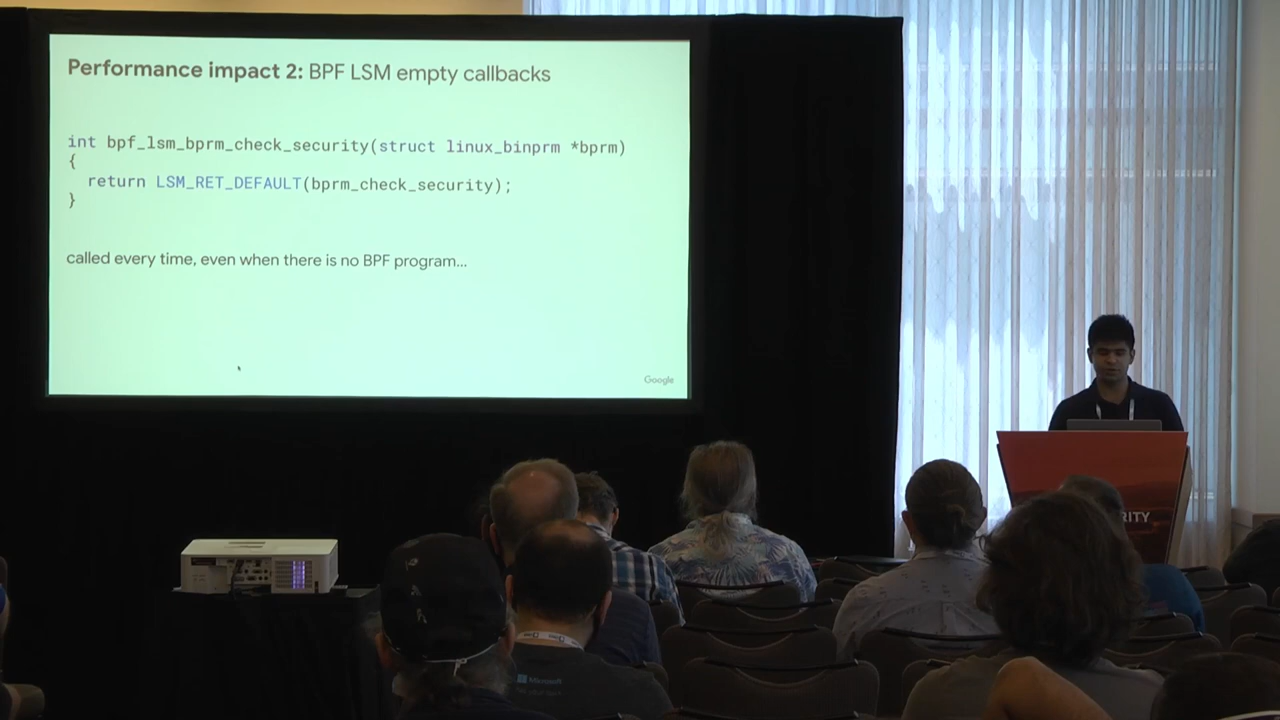 Performance impact 2: BPF LSM empty callbacks
int bpf_lsm_bprm_check_security(struct linux_binprm *bprm)
{
return LSM_RET_DEFAULT(bprm_check_security);
}
called every time, even when there is no BPF program...
Google
RITY
Microsoft